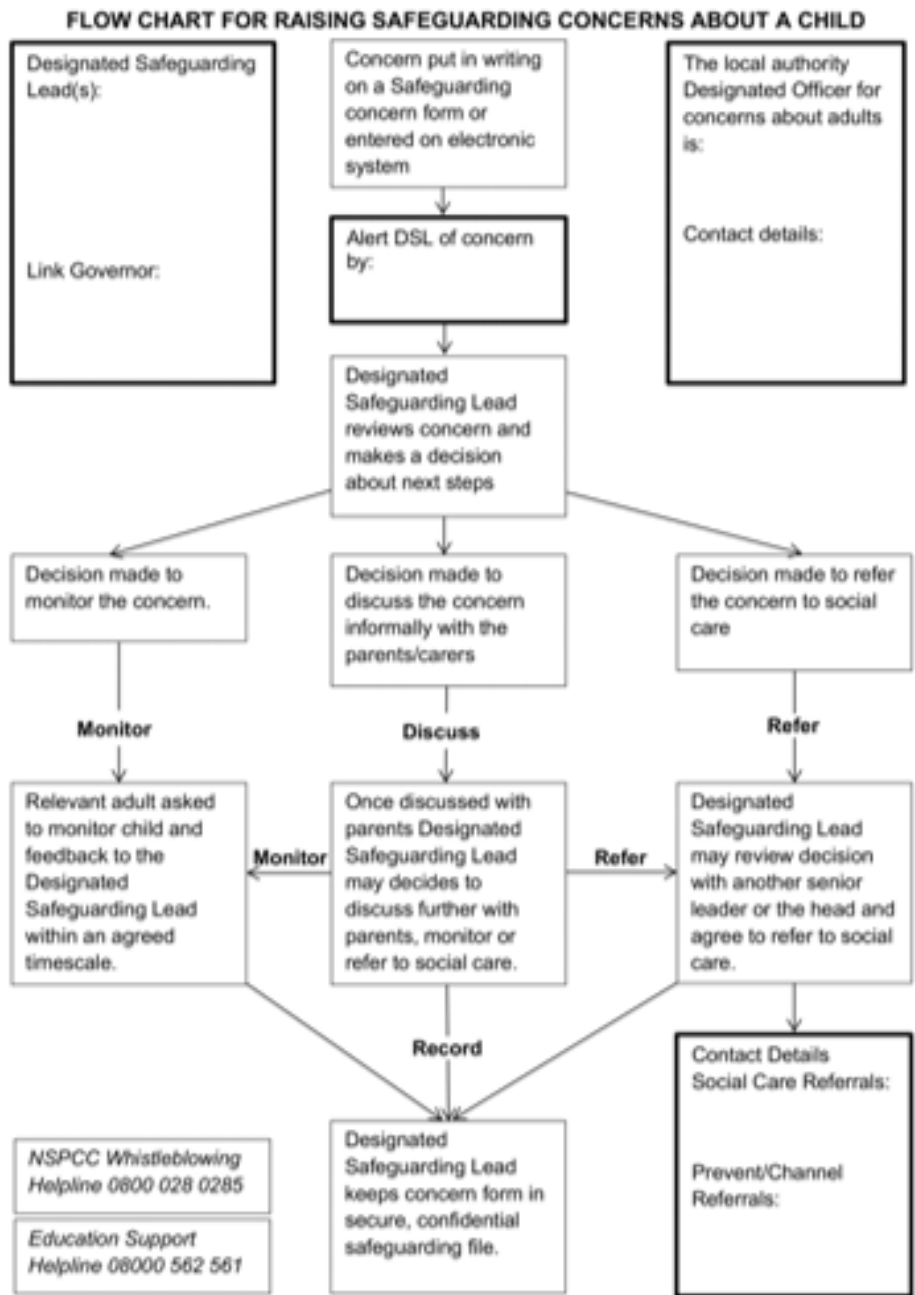 FLOW CHART FOR RAISING SAFEGUARDING CONCERNS ABOUT A CHILD
Designated Safeguarding
Lead(s):
Link Governor:
Concern put in writing
on a Safeguarding
concern form or
entered on electronic
system
The local authority
Designated Officer for
concerns about adults
is:
Contact details:
Alert DSL of concern
by:
Designated
Safeguarding Lead
reviews concern and
makes a decision
about next steps
Decision made to
monitor the concern.
Decision made to
discuss the concern
informally with the
parents/carers
Decision made to refer
the concern to social
care
Monitor
Discuss
Refer
Relevant adult asked
to monitor child and
feedback to the
Designated
Safeguarding Lead
within an agreed
timescale.
Monitor
Once discussed with
parents Designated
Safeguarding Lead
may decides to
discuss further with
parents, monitor or
refer to social care.
Refer
Designated
Safeguarding Lead
may review decision
with another senior
leader or the head and
agree to refer to social
care.
Record
Contact Details
Social Care Referrals:
Prevent/Channel
Referrals:
Designated
Safeguarding Lead
keeps concern form in
secure, confidential
safeguarding file.
NSPCC Whistleblowing
Helpline 0800 028 0285
Education Support
Helpline 08000 562 561